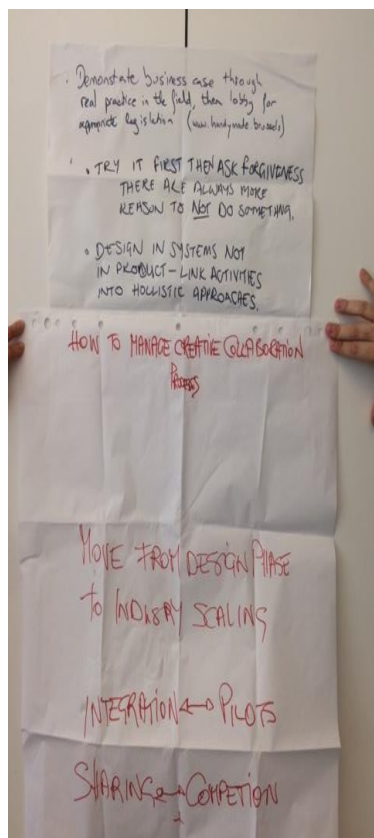 • Demonstate business case through
real practice in the field, then lobby for
appropriate legislation (www.handymade.brussels)
• TRY IT FIRST THEN ASK FORGIVENESS
THERE ARE ALWAYS MORE
REASON TO NOT DO SOMETHING.
• DESIGN IN SYSTEMS NOT
IN PRODUCT - LINK ACTIVITIES
INTO HOLLISTIC APPROACHES.
HOW TO MANAGE CREATIVE COLLABORATION
PROCESS
MOVE FROM DESIGN PHASE
TO INDUSRY SCALING
INTEGRATION ↔ PILOTS
SHARING ↔ COMPETION